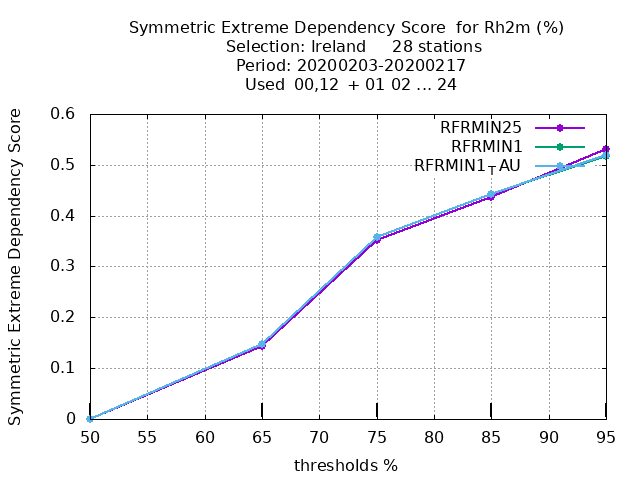 Symmetric Extreme Dependency Score for Rh2m (%)
Selection: Ireland 28 stations
Period: 20200203-20200217
Used 00,12 + 01 02 ... 24
Symmetric Extreme Dependency Score
0.6
0.5
0.4
0.3
0.2
0.1
0
RFRMIN25
RFRMIN1
RFRMIN1TAU
50 55 60 65 70 75 80 85 90 95
thresholds %